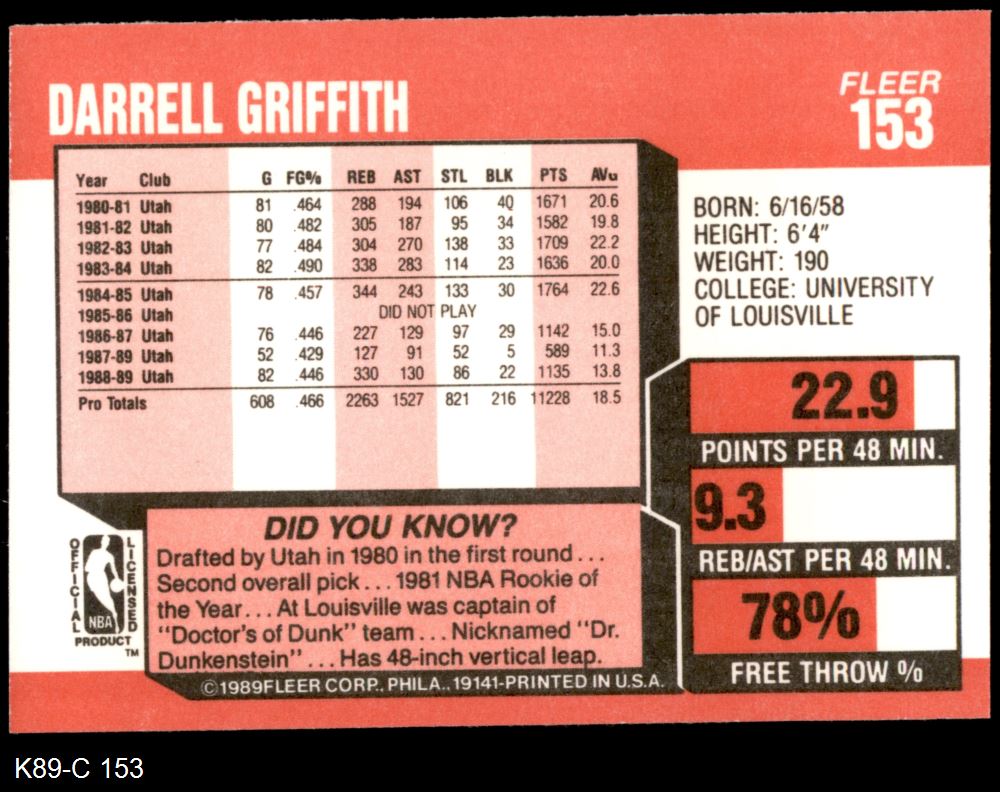 DARRELL GRIFFITH
FLEER
153
Year Club G FG% REB AST STL BLK PTS AVG
1980-81 Utah 81 .464 288 194 106 40 1671 20.6
1981-82 Utah 80 .482 305 187 95 34 1582 19.8
1982-83 Utah 77 .484 304 270 138 33 1709 22.2
1983-84 Utah 82 .490 338 283 114 23 1636 20.0
1984-85 Utah 78 .457 344 243 133 30 1764 22.6
1985-86 Utah DID NOT PLAY
1986-87 Utah 76 .446 227 129 97 29 1142 15.0
1987-89 Utah 52 .429 127 91 52 5 589 11.3
1988-89 Utah 82 .446 330 130 86 22 1135 13.8
Pro Totals 608 .466 2263 1527 821 216 11228 18.5
BORN: 6/16/58
HEIGHT: 6'4"
WEIGHT: 190
COLLEGE: UNIVERSITY
OF LOUISVILLE
22.9
POINTS PER 48 MIN.
9.3
REB/AST PER 48 MIN.
78%
FREE THROW %
OFFICIAL
LICENSED
NBA
PRODUCT
TM
DID YOU KNOW?
Drafted by Utah in 1980 in the first round...
Second overall pick...1981 NBA Rookie of
the Year...At Louisville was captain of
"Doctor's of Dunk" team...Nicknamed "Dr.
Dunkenstein"...Has 48-inch vertical leap.
©1989FLEER CORP., PHILA., 19141-PRINTED IN U.S.A.
K89-C 153